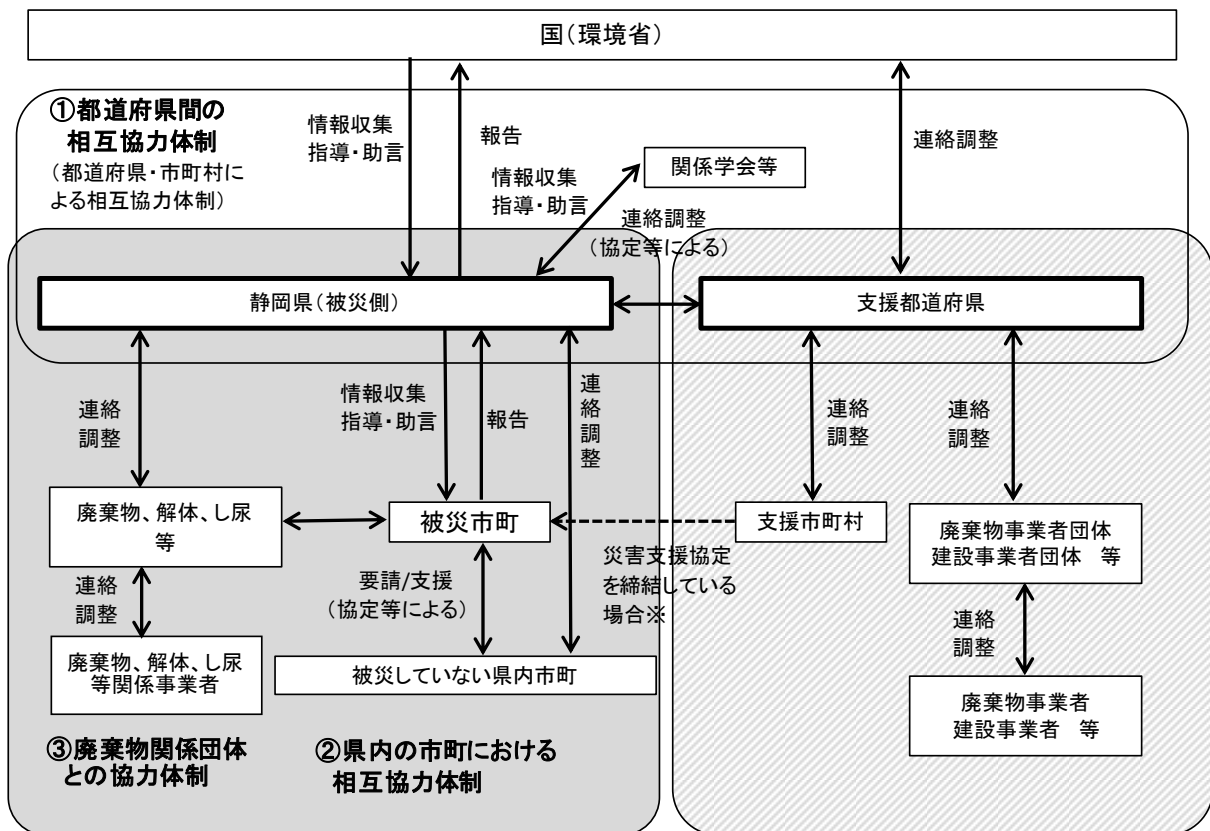 国(環境省)
①都道府県間の
相互協力体制
(都道府県・市町村に
よる相互協力体制)
情報収集
指導・助言
報告
情報収集
指導・助言
関係学会等
連絡調整
連絡調整
(協定等による)
静岡県(被災側)
支援都道府県
連絡
調整
情報収集
指導・助言
報告
連
絡
調
整
連絡
調整
連絡
調整
廃棄物、解体、し尿
等
被災市町
支援市町村
廃棄物事業者団体
建設事業者団体 等
連絡
調整
要請/支援
(協定等による)
災害支援協定
を締結している
場合※
連絡
調整
廃棄物、解体、し尿
等関係事業者
被災していない県内市町
廃棄物事業者
建設事業者 等
③廃棄物関係団体
との協力体制
②県内の市町における
相互協力体制